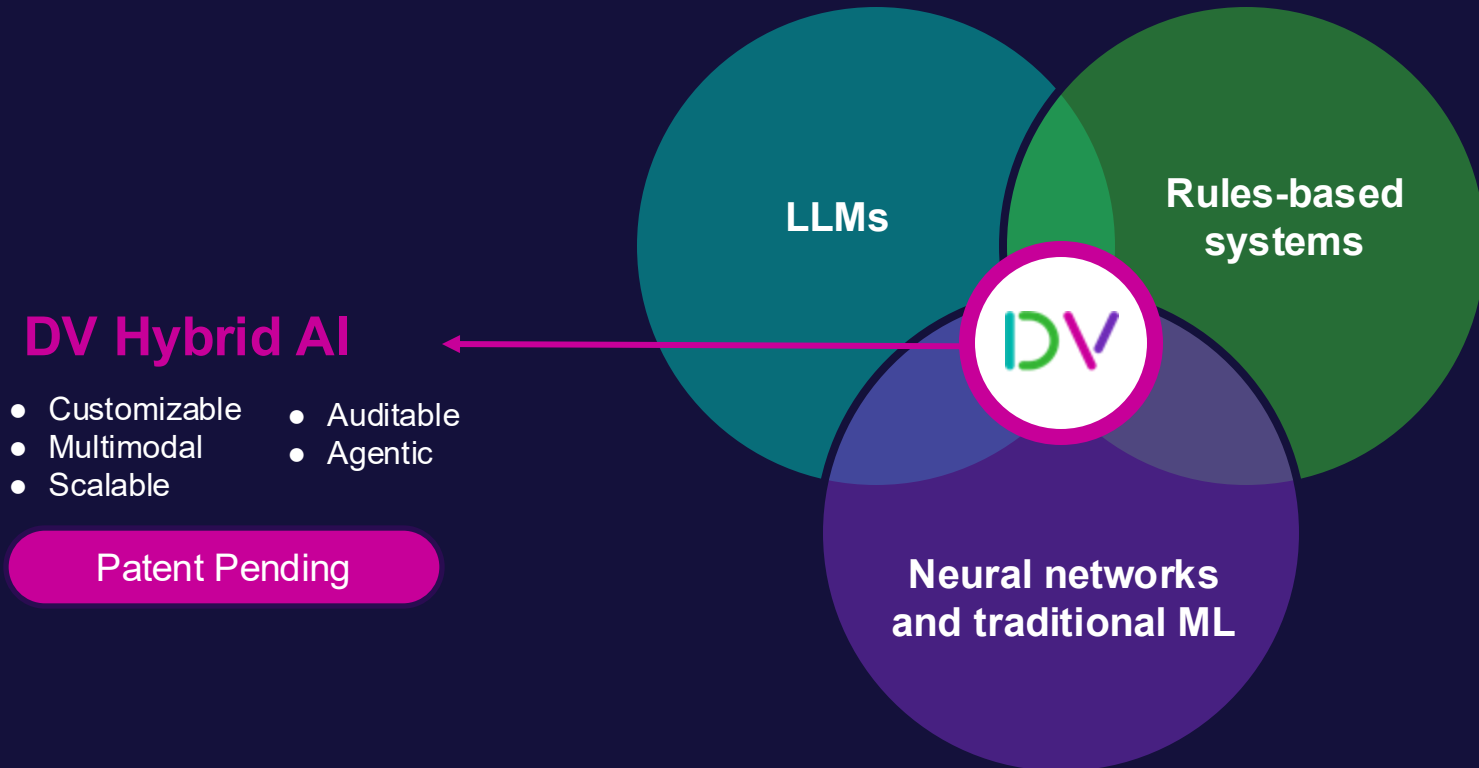 LLMs
Rules-based
systems
DV
DV Hybrid AI
● Customizable
● Multimodal
● Scalable
● Auditable
● Agentic
Patent Pending
Neural networks
and traditional ML